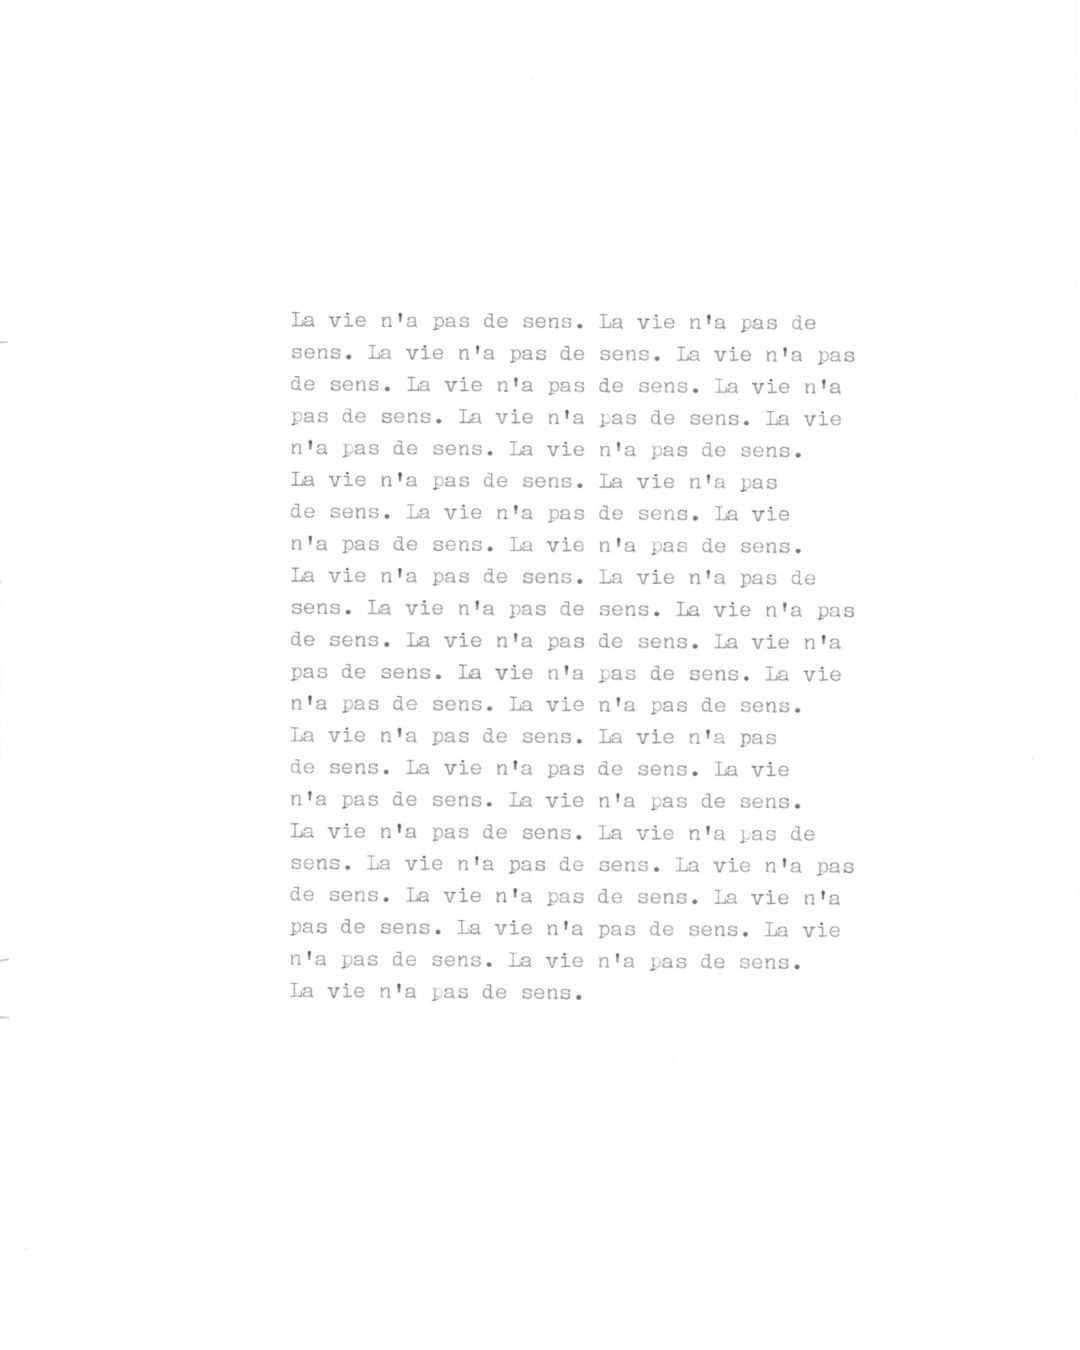 La vie n'a pas de sens. La vie n'a pas de
sens. La vie n'a pas de sens. La vie n'a pas
de sens. La vie n'a pas de sens. La vie n'a
pas de sens. La vie n'a pas de sens. La vie
n'a pas de sens. La vie n'a pas de sens.
La vie n'a pas de sens. La vie n'a pas
de sens. La vie n'a pas de sens. La vie
n'a pas de sens. La vie n'a pas de sens.
La vie n'a pas de sens. La vie n'a pas de
sens. La vie n'a pas de sens. La vie n'a pas
de sens. La vie n'a pas de sens. La vie n'a
pas de sens. La vie n'a pas de sens. La vie
n'a pas de sens. La vie n'a pas de sens.
La vie n'a pas de sens. La vie n'a pas
de sens. La vie n'a pas de sens. La vie
n'a pas de sens. La vie n'a pas de sens.
La vie n'a pas de sens. La vie n'a pas de
sens. La vie n'a pas de sens. La vie n'a pas
de sens. La vie n'a pas de sens. La vie n'a
pas de sens. La vie n'a pas de sens. La vie
n'a pas de sens. La vie n'a pas de sens.
La vie n'a pas de sens.